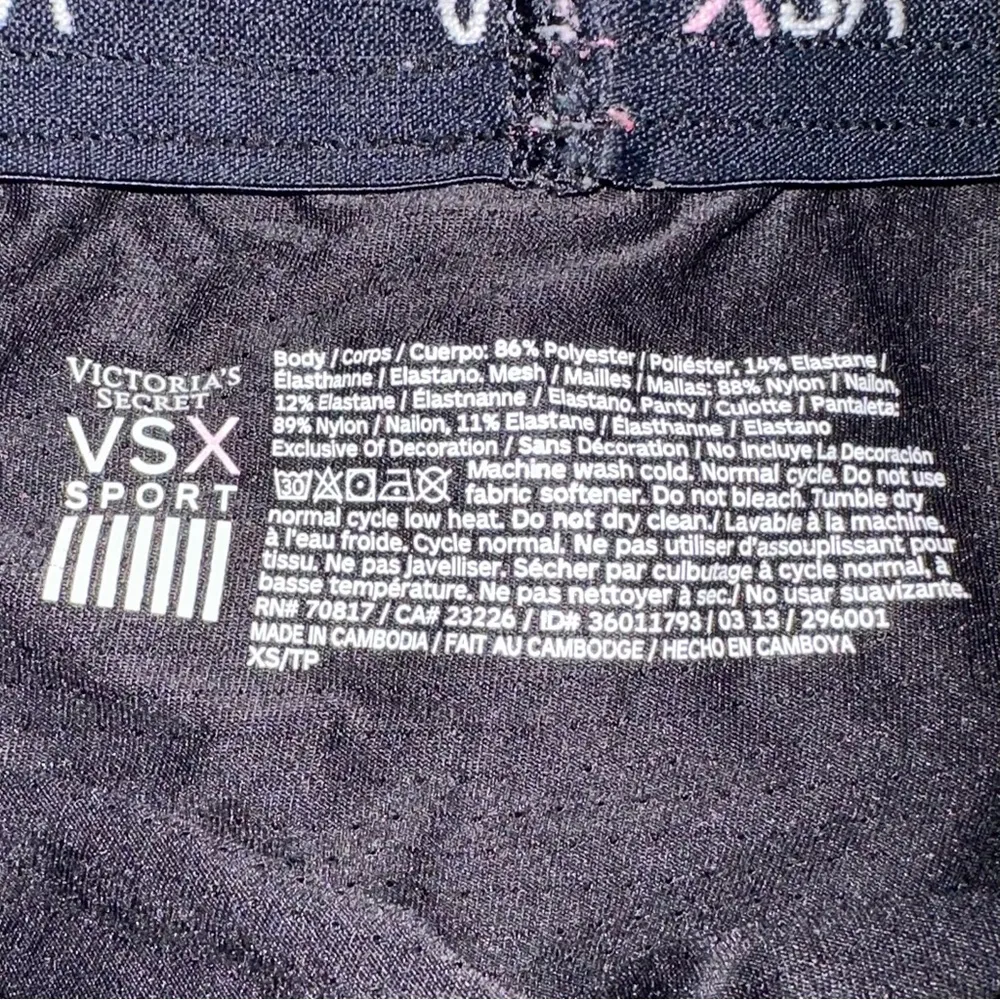 VSX
VICTORIA'S
SECRET
VSX
SPORT
Body / Corps / Cuerpo: 86% Polyester / Poliéster, 14% Elastane /
Élasthanne / Elastano. Mesh / Mailles / Mallas: 88% Nylon / Nailon,
12% Elastane / Élastnanne / Elastano. Panty / Culotte / Pantaleta:
89% Nylon / Nailon, 11% Elastane / Élasthanne / Elastano
Exclusive Of Decoration / Sans Décoration / No Incluye La Decoración
30 Machine wash cold. Normal cycle. Do not use
fabric softener. Do not bleach. Tumble dry
normal cycle low heat. Do not dry clean./ Lavable à la machine,
à l'eau froide. Cycle normal. Ne pas utiliser d'assouplissant pour
tissu. Ne pas javelliser. Sécher par culbutage à cycle normal, à
basse température. Ne pas nettoyer à sec./ No usar suavizante.
RN# 70817 / CA# 23226 / ID# 36011793 / 03 13 / 296001
MADE IN CAMBODIA / FAIT AU CAMBODGE / HECHO EN CAMBOYA
XS/TP